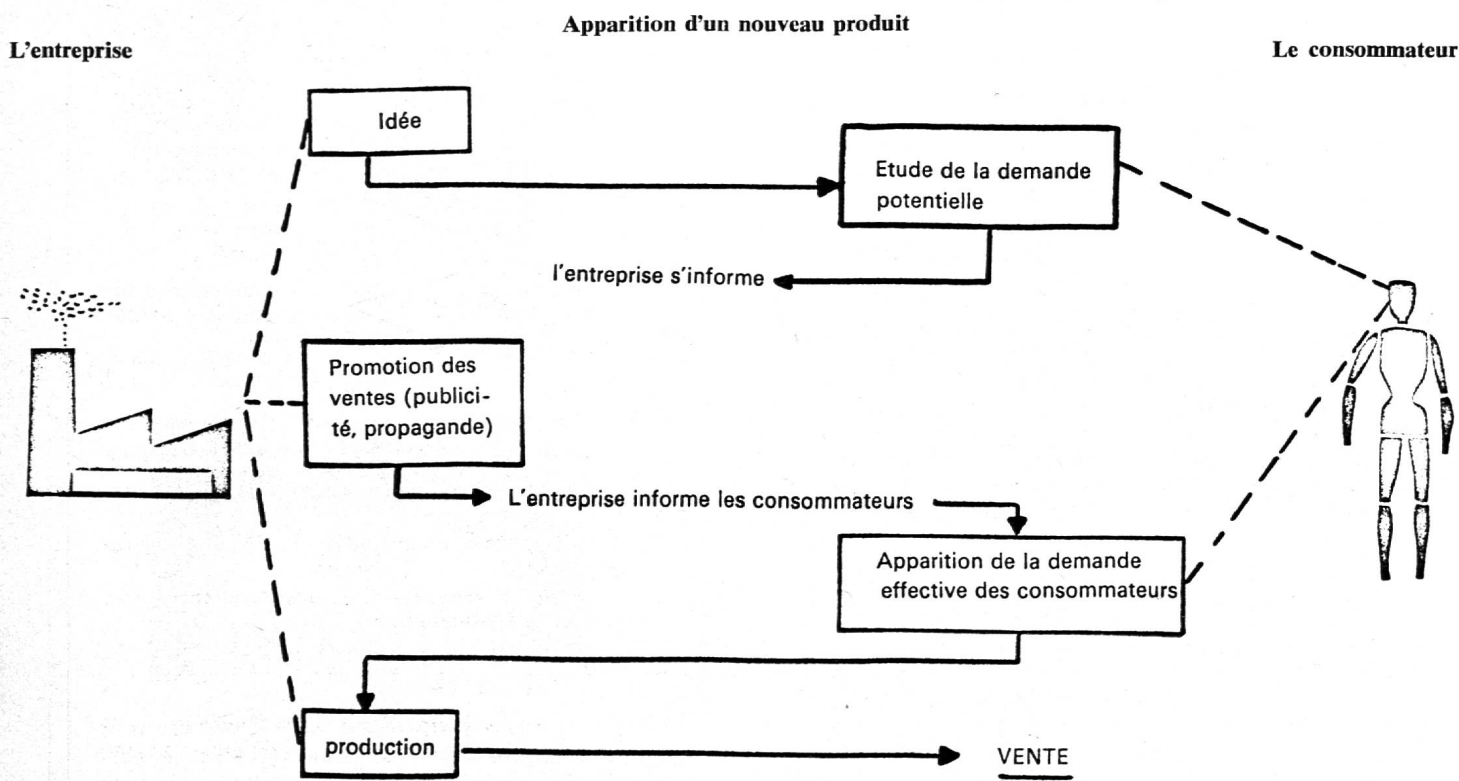 Apparition d'un nouveau produit
L'entreprise
Le consommateur
Idée
Etude de la demande
potentielle
l'entreprise s'informe
Promotion des
ventes (publici-
té, propagande)
L'entreprise informe les consommateurs
Apparition de la demande
effective des consommateurs
production
VENTE